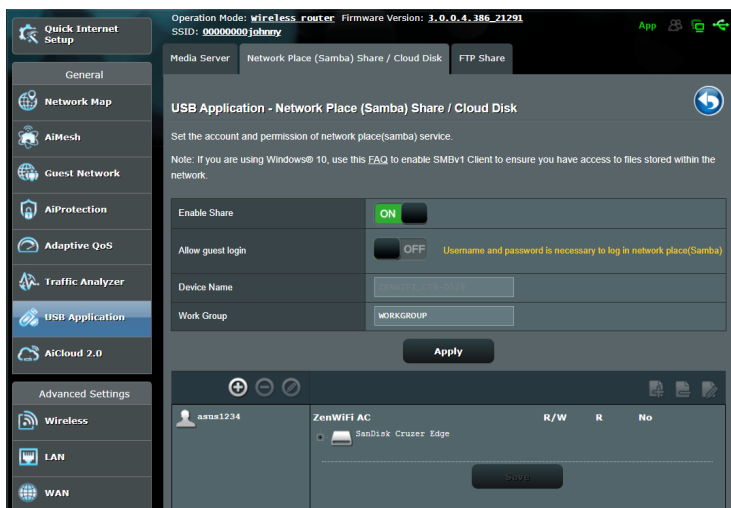 Quick Internet
Setup
General
Network Map
AiMesh
Guest Network
AiProtection
Adaptive QoS
Traffic Analyzer
USB Application
AiCloud 2.0
Advanced Settings
Wireless
LAN
WAN
Operation Mode: Wireless router Firmware Version: 3.0.0.4.386_21291
SSID: 00000000johnny
App
Media Server
Network Place (Samba) Share / Cloud Disk
FTP Share
USB Application - Network Place (Samba) Share / Cloud Disk
Set the account and permission of network place(samba) service.
Note: If you are using Windows® 10, use this FAQ to enable SMBv1 Client to ensure you have access to files stored within the
network.
Enable Share
ON
Allow guest login
OFF
Username and password is necessary to log in network place(Samba)
Device Name
Work Group
WORKGROUP
Apply
asus1234
ZenWiFi AC
R/W
R
No
SanDisk Cruzer Edge
Save